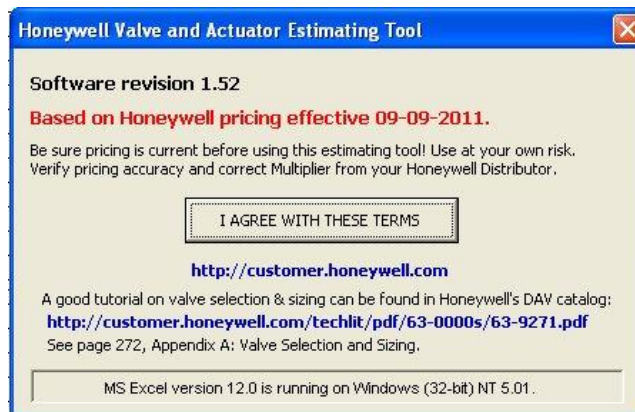 Honeywell Valve and Actuator Estimating Tool
Software revision 1.52
Based on Honeywell pricing effective 09-09-2011.
Be sure pricing is current before using this estimating tool! Use at your own risk.
Verify pricing accuracy and correct Multiplier from your Honeywell Distributor.
I AGREE WITH THESE TERMS
http://customer.honeywell.com
A good tutorial on valve selection & sizing can be found in Honeywell's DAV catalog:
http://customer.honeywell.com/techlit/pdf/63-0000s/63-9271.pdf
See page 272, Appendix A: Valve Selection and Sizing.
MS Excel version 12.0 is running on Windows (32-bit) NT 5.01.